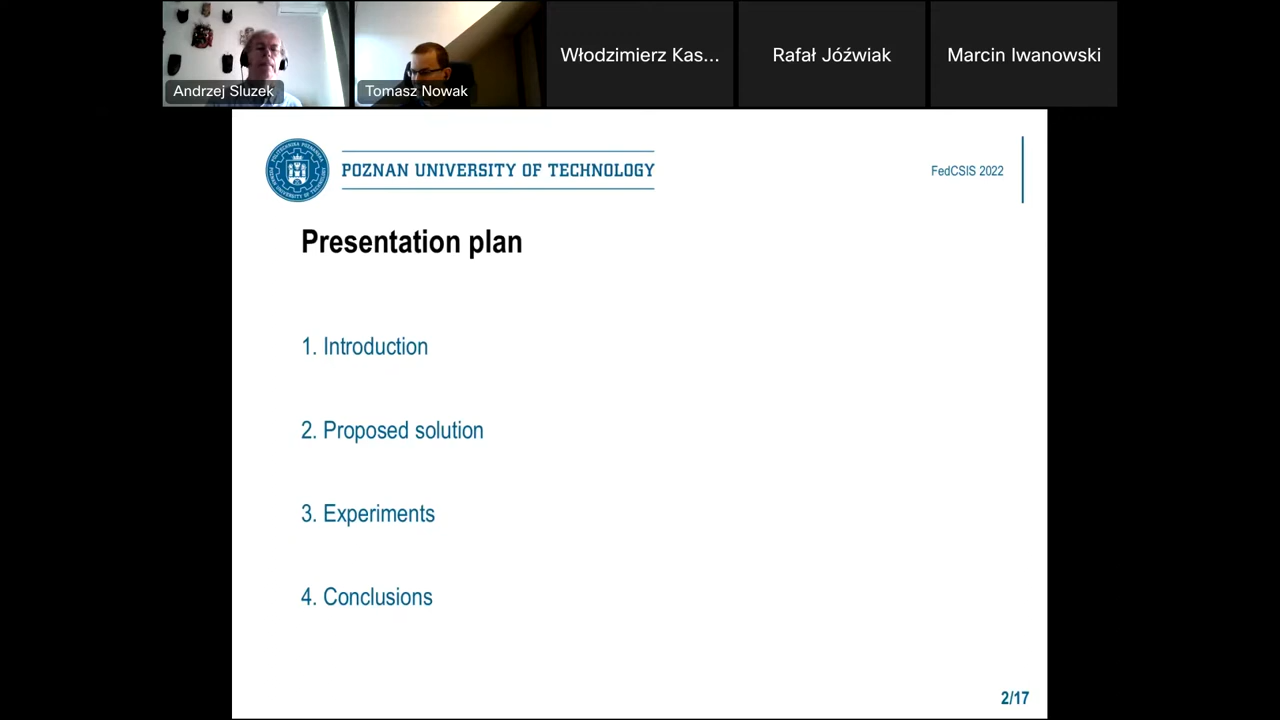 Andrzej Sluzek
Tomasz Nowak
Włodzimierz Kas...
Rafał Jóźwiak
Marcin Iwanowski
POZNAN UNIVERSITY OF TECHNOLOGY
FedCSIS 2022
Presentation plan
1. Introduction
2. Proposed solution
3. Experiments
4. Conclusions
2/17